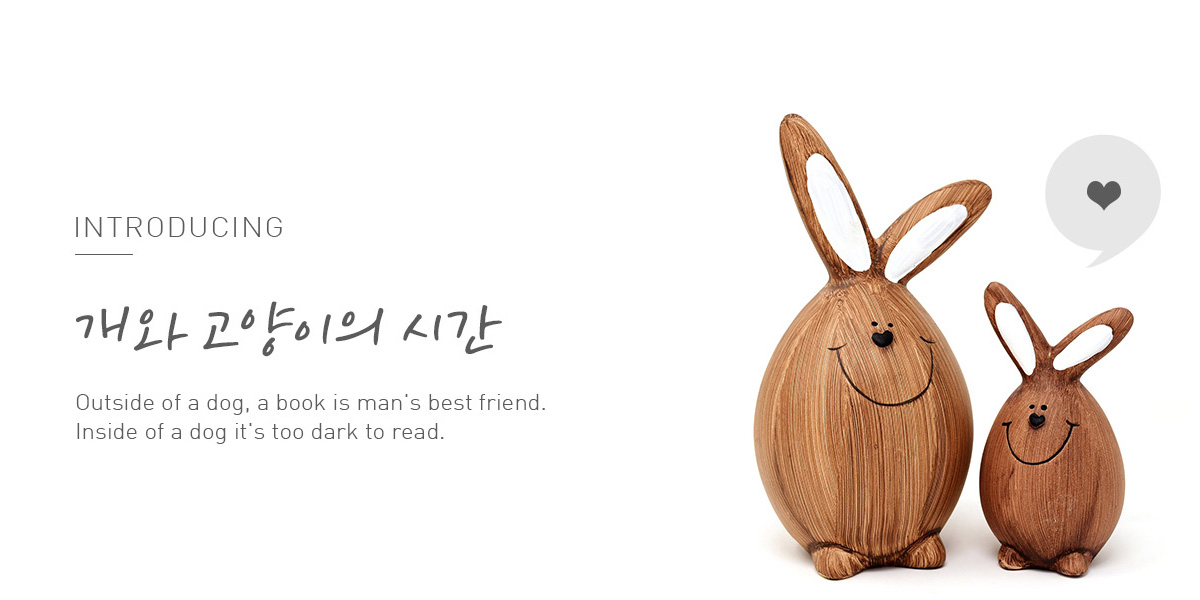 INTRODUCING
개와 고양이의 시간
Outside of a dog, a book is man's best friend.
Inside of a dog it's too dark to read.